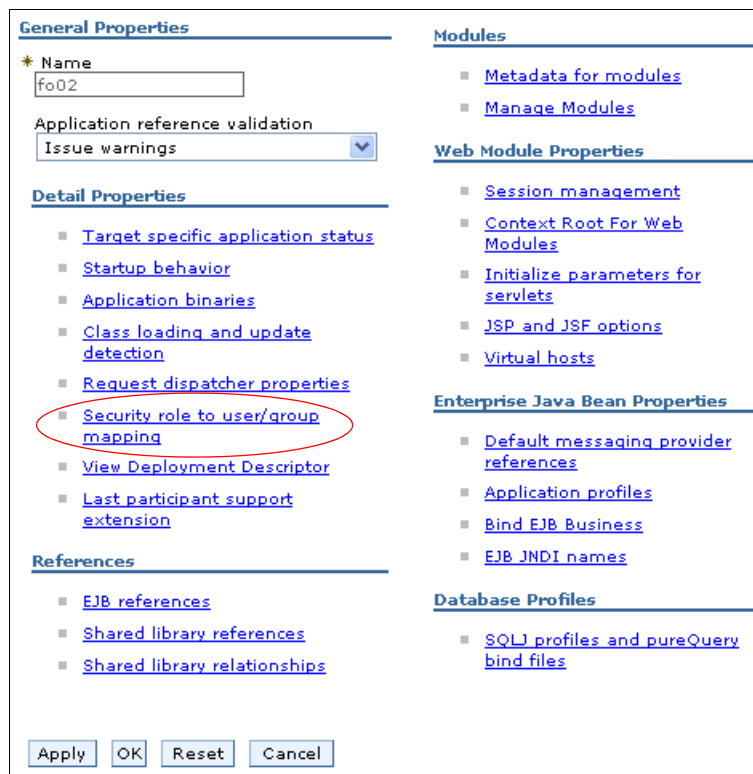 General Properties
* Name
fo02
Application reference validation
Issue warnings
Detail Properties
Target specific application status
Startup behavior
Application binaries
Class loading and update
detection
Request dispatcher properties
Security role to user/group
mapping
View Deployment Descriptor
Last participant support
extension
References
EJB references
Shared library references
Shared library relationships
Modules
Metadata for modules
Manage Modules
Web Module Properties
Session management
Context Root For Web
Modules
Initialize parameters for
servlets
JSP and JSF options
Virtual hosts
Enterprise Java Bean Properties
Default messaging provider
references
Application profiles
Bind EJB Business
EJB JNDI names
Database Profiles
SQLJ profiles and pureQuery
bind files
Apply OK Reset Cancel